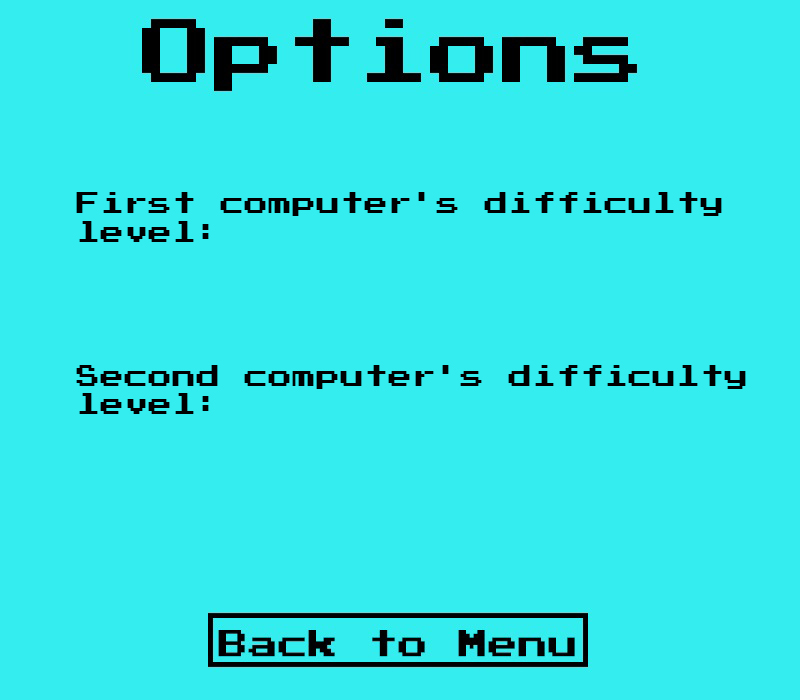 Options
First computer's difficulty
level:
Second computer's difficulty
level:
Back to Menu